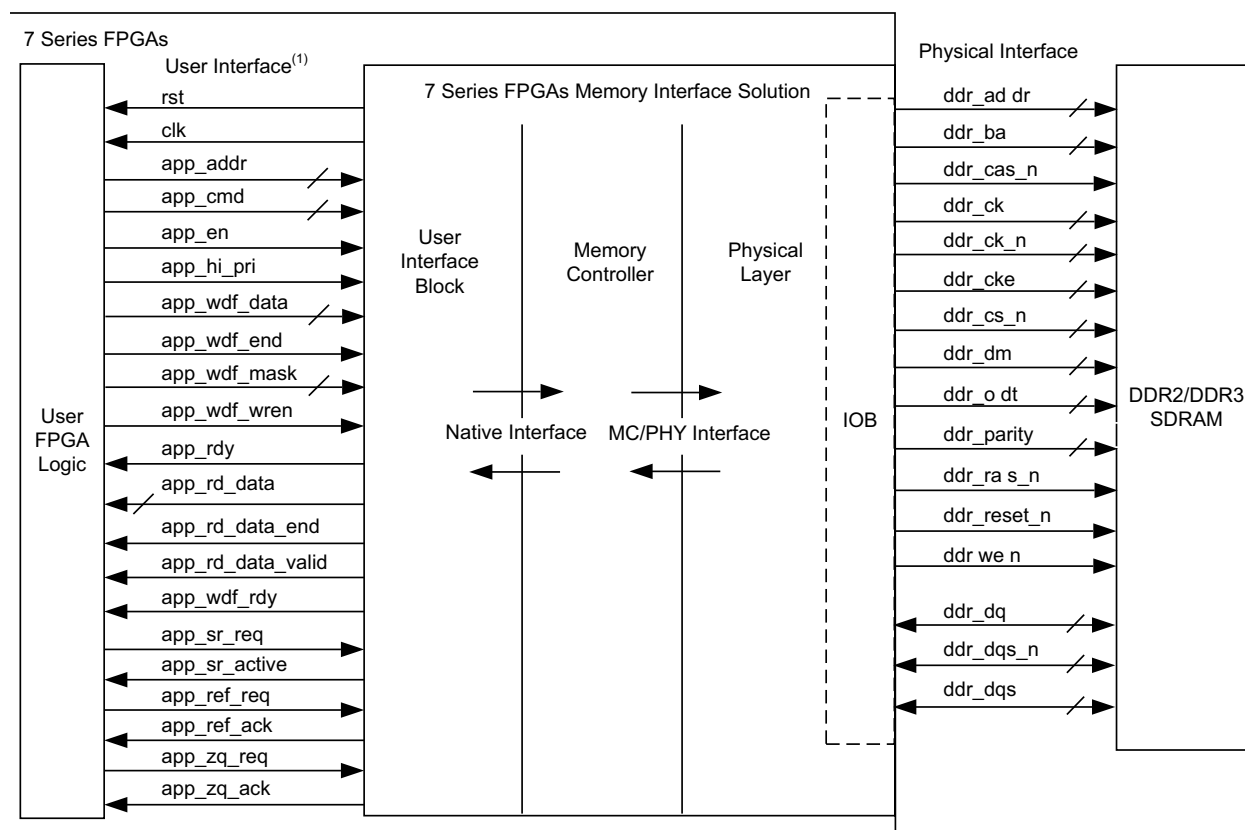 7 Series FPGAs
User Interface(1)
Physical Interface
rst
clk
app_addr
app_cmd
app_en
app_hi_pri
app_wdf_data
app_wdf_end
app_wdf_mask
app_wdf_wren
app_rdy
app_rd_data
app_rd_data_end
app_rd_data_valid
app_wdf_rdy
app_sr_req
app_sr_active
app_ref_req
app_ref_ack
app_zq_req
app_zq_ack
User
FPGA
Logic
7 Series FPGAs Memory Interface Solution
User
Interface
Block
Memory
Controller
Physical
Layer
Native Interface
MC/PHY Interface
IOB
ddr_ad dr
ddr_ba
ddr_cas_n
ddr_ck
ddr_ck_n
ddr_cke
ddr_cs_n
ddr_dm
ddr_o dt
ddr_parity
ddr_ra s_n
ddr_reset_n
ddr we n
ddr_dq
ddr_dqs_n
ddr_dqs
DDR2/DDR3
SDRAM